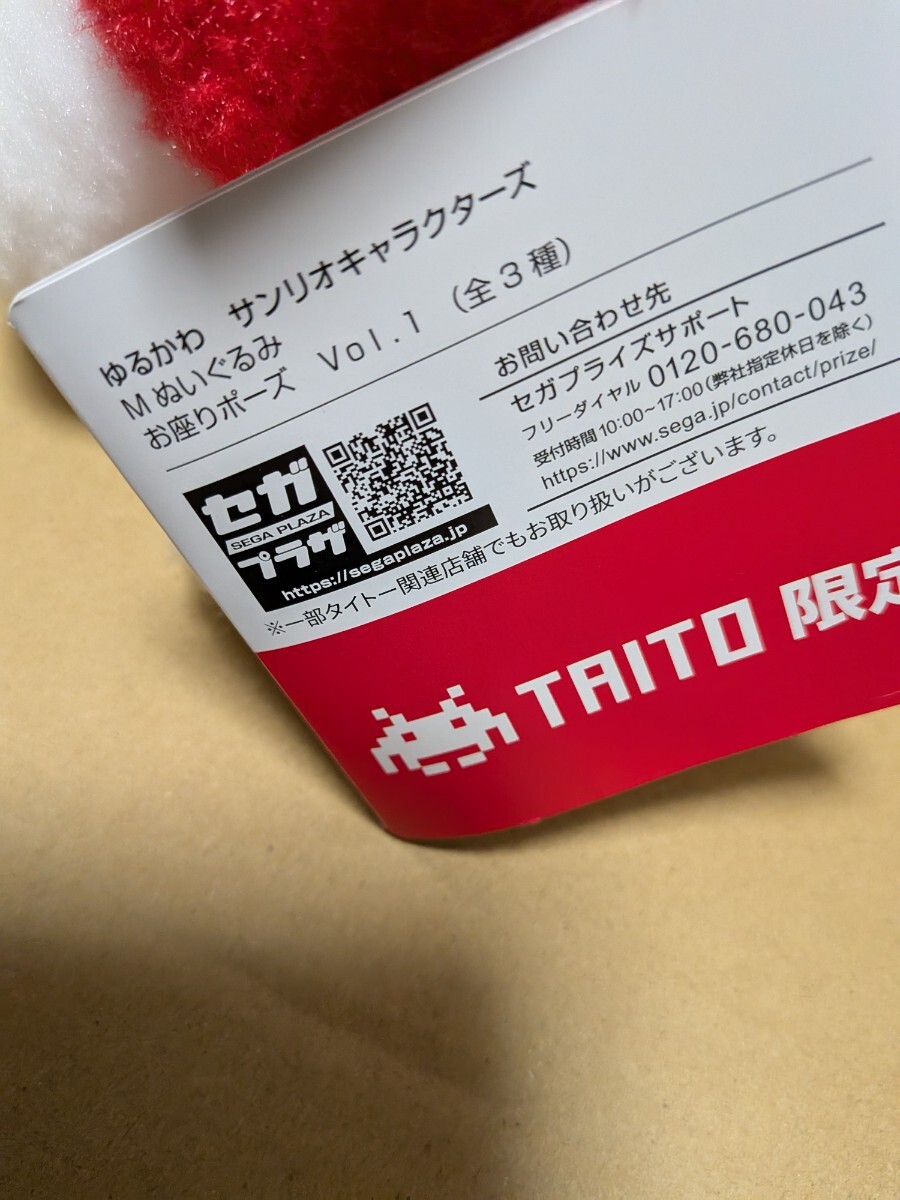 ゆるかわ サンリオキャラクターズ
M ぬいぐるみ
お座りポーズ Vol.1 (全3種)
セガ
SEGA PLAZA
プラザ
https://segaplaza.jp
お問い合わせ先
セガプライズサポート
フリーダイヤル 0120-680-043
受付時間 10:00~17:00(弊社指定休日を除く)
https://www.sega.jp/contact/prize/
※一部タイトー関連店舗でもお取り扱いがございます。
TAITO 限定